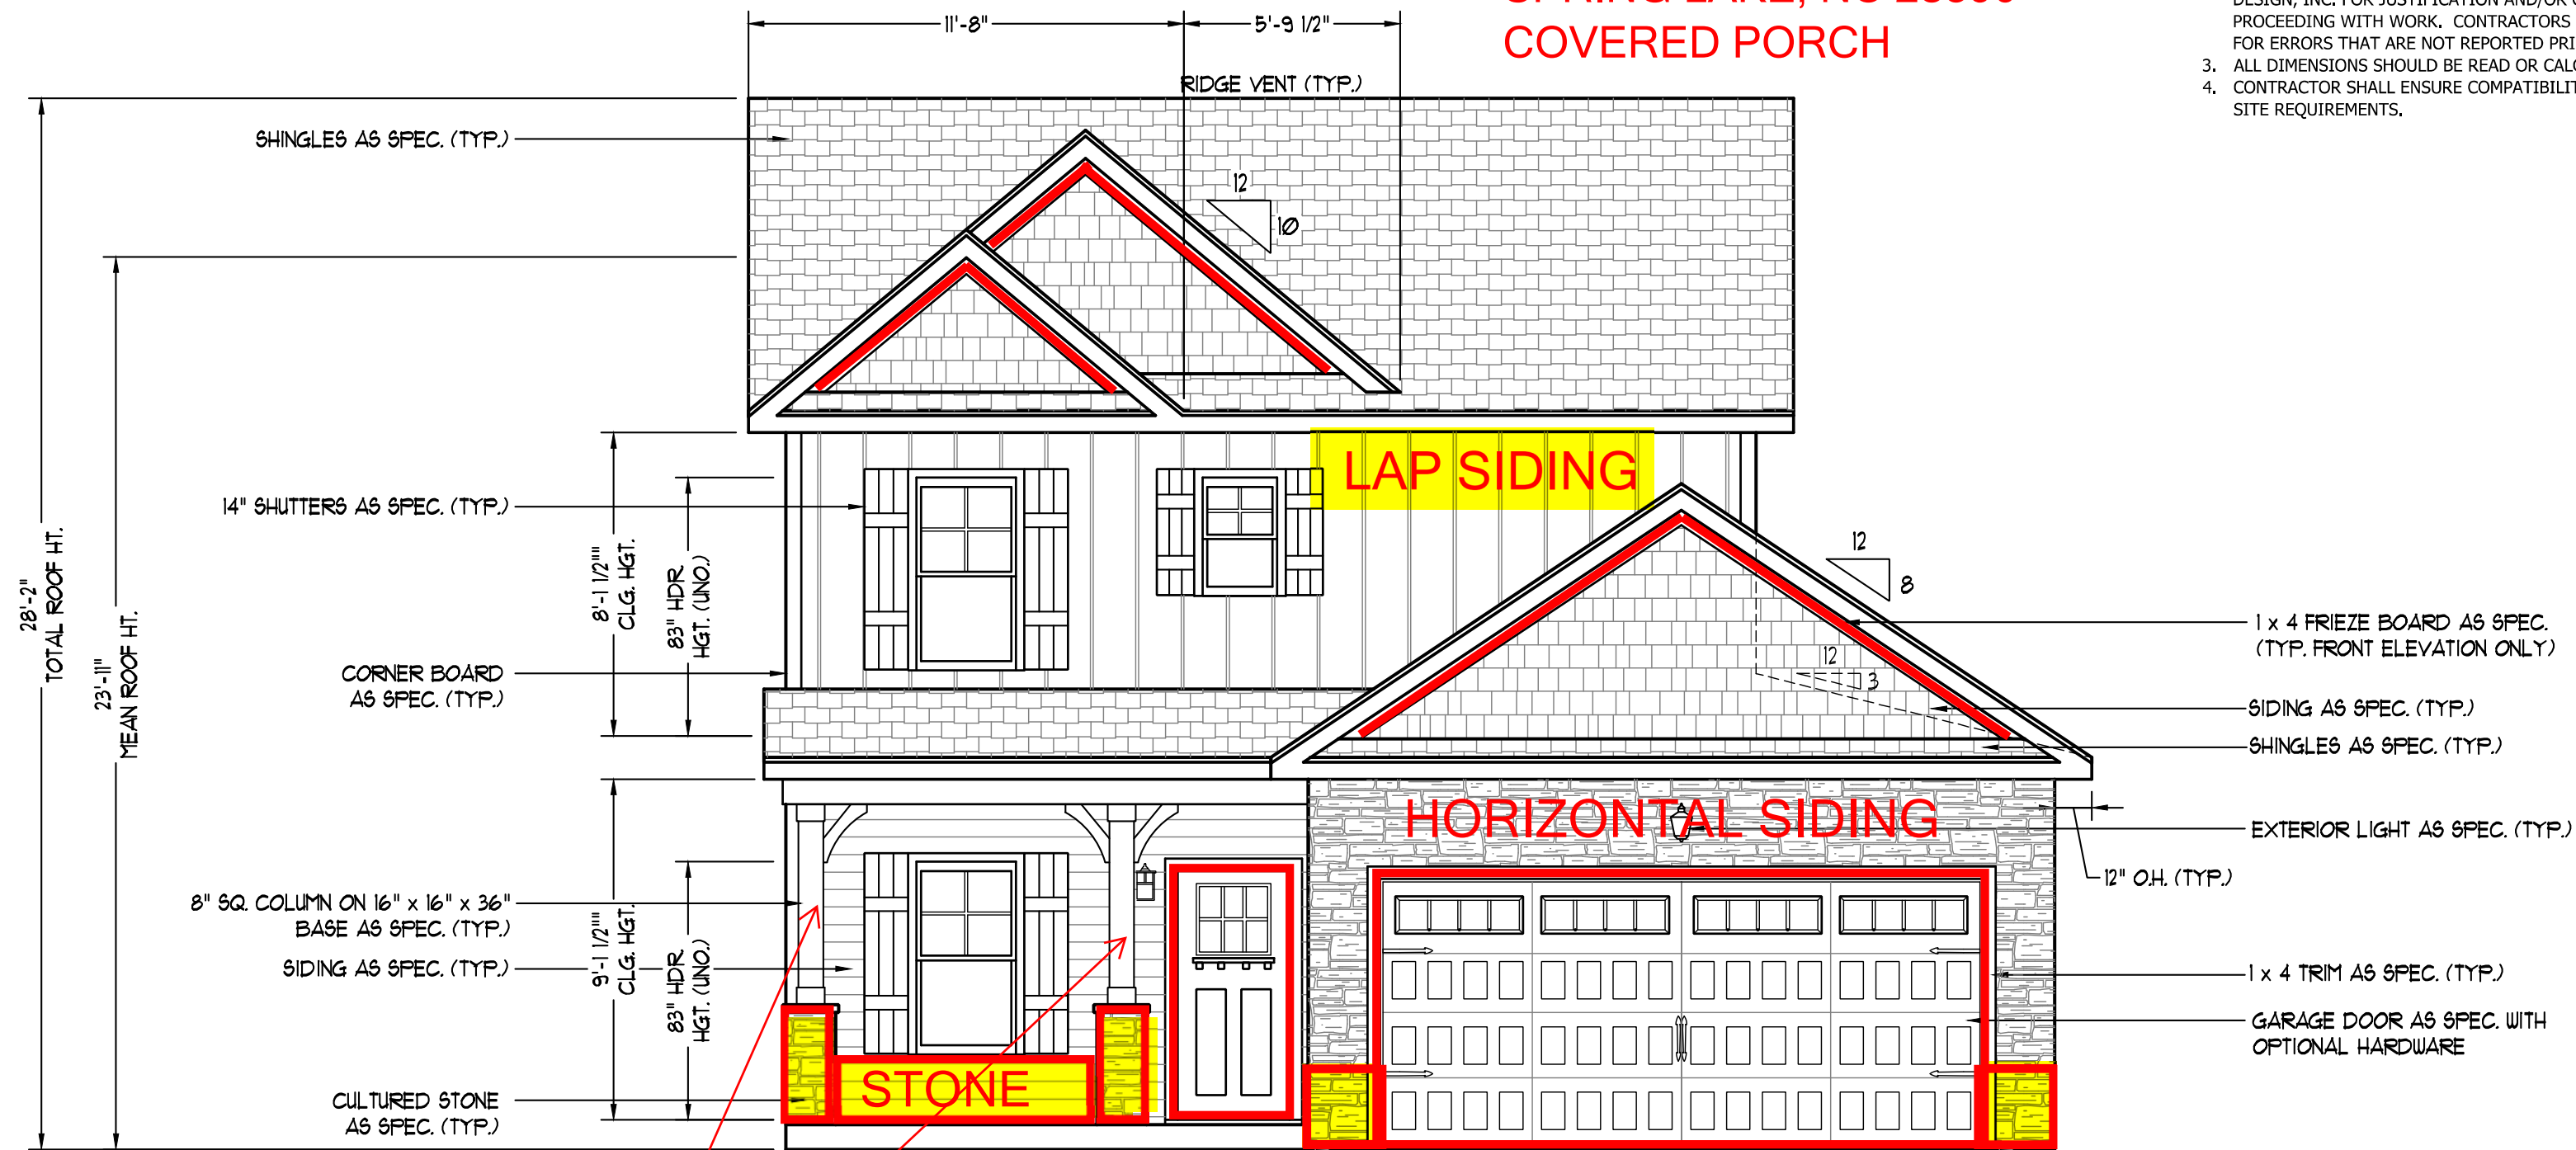 COVERED PORCH
PROCEEDING WITH WORK. CONTRACTORS
FOR ERRORS THAT ARE NOT REPORTED
3. ALL DIMENSIONS SHOULD BE READ OR
4. CONTRACTOR SHALL ENSURE
SITE REQUIREMENTS.
11'-8"
5'-9 1/2"
RIDGE VENT (TYP.)
SHINGLES AS SPEC. (TYP.)
12
10
28'-2"
TOTAL ROOF HT.
23'-11"
MEAN ROOF HT.
LAP SIDING
14" SHUTTERS AS SPEC. (TYP.)
8'-1 1/2""
CLG. HGT.
83" HDR
HGT. (UNO.)
12
8
CORNER BOARD
AS SPEC. (TYP.)
1 x 4 FRIEZE BOARD AS SPEC.
(TYP. FRONT ELEVATION ONLY)
12
3
SIDING AS SPEC. (TYP.)
SHINGLES AS SPEC. (TYP.)
HORIZONTAL SIDING
EXTERIOR LIGHT AS SPEC. (TYP.)
12" O.H. (TYP.)
8" SQ. COLUMN ON 16" x 16" x 36"
BASE AS SPEC. (TYP.)
SIDING AS SPEC. (TYP.)
9'-1 1/2""
CLG. HGT.
83" HDR
HGT. (UNO.)
1 x 4 TRIM AS SPEC. (TYP.)
GARAGE DOOR AS SPEC. WITH
OPTIONAL HARDWARE
STONE
CULTURED STONE
AS SPEC. (TYP.)